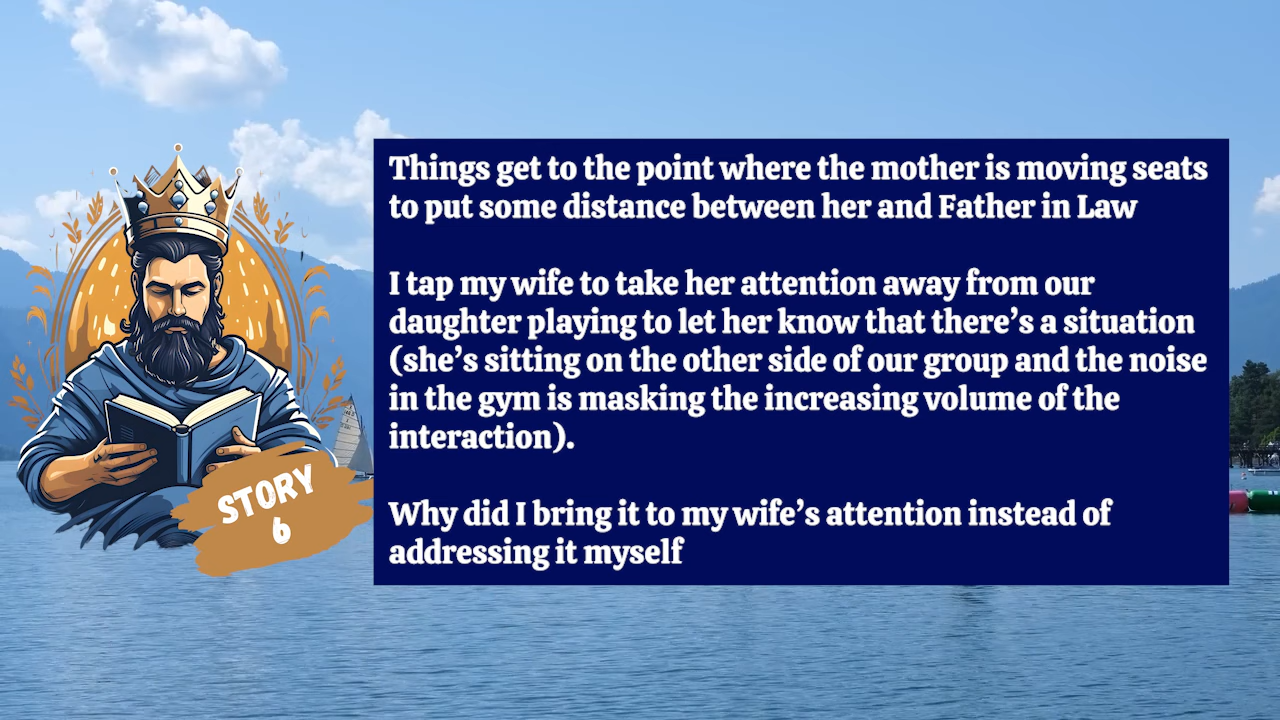 Things get to the point where the mother is moving seats
to put some distance between her and Father in Law
I tap my wife to take her attention away from our
daughter playing to let her know that there’s a situation
(she’s sitting on the other side of our group and the noise
in the gym is masking the increasing volume of the
interaction).
Why did I bring it to my wife’s attention instead of
addressing it myself
STORY
6